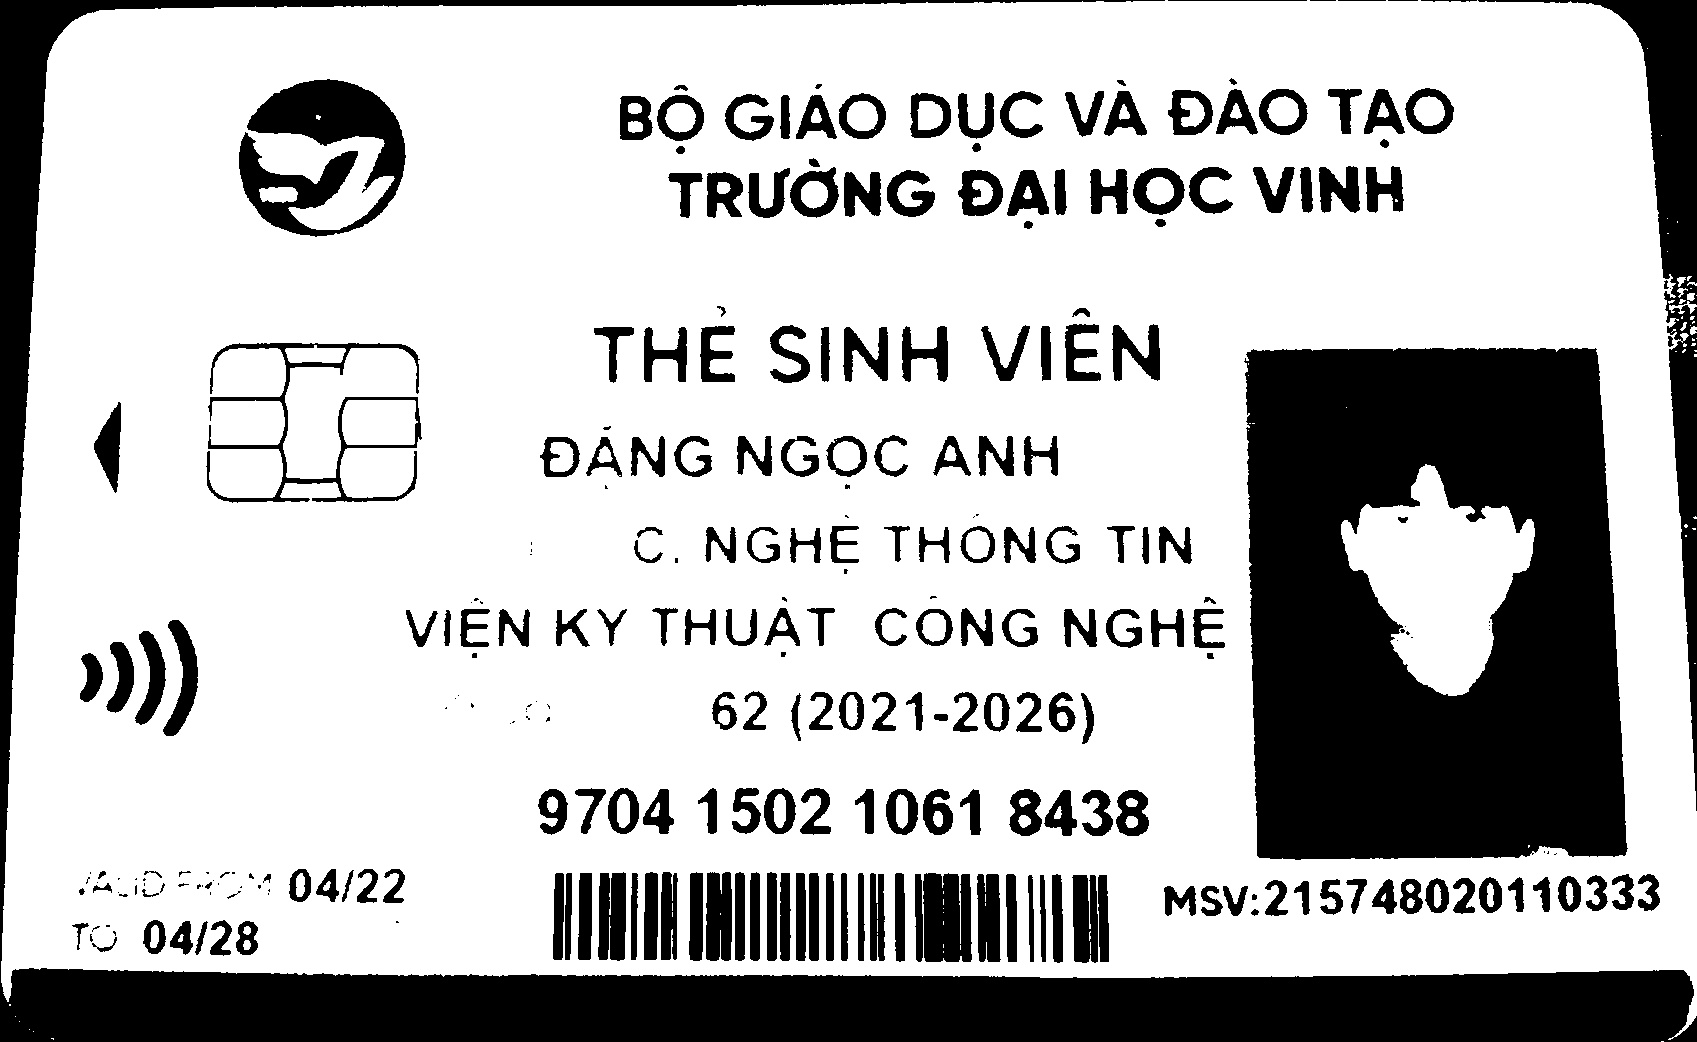 BỘ GIÁO DỤC VÀ ĐÀO TẠO
TRƯỜNG ĐẠI HỌC VINH
THẺ SINH VIÊN
ĐẶNG NGỌC ANH
C. NGHỆ THÔNG TIN
VIỆN KỸ THUẬT CÔNG NGHỆ
62 (2021-2026)
9704 1502 1061 8438
VALID FROM 04/22
TO 04/28
MSV:215748020110333